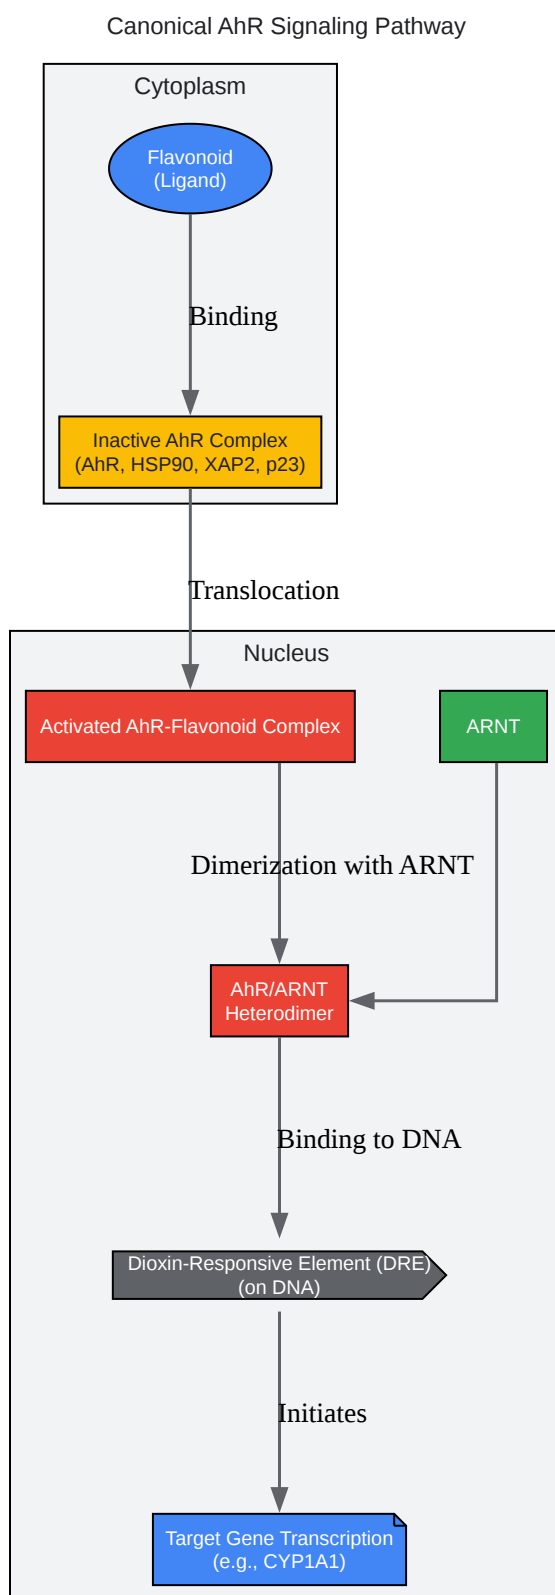 Canonical AhR Signaling Pathway
Cytoplasm
Flavonoid
(Ligand)
Binding
Inactive AhR Complex
(AhR, HSP90, XAP2, p23)
Translocation
Nucleus
Activated AhR-Flavonoid Complex
ARNT
Dimerization with ARNT
AhR/ARNT
Heterodimer
Binding to DNA
Dioxin-Responsive Element (DRE)
(on DNA)
Initiates
Target Gene Transcription
(e.g., CYP1A1)